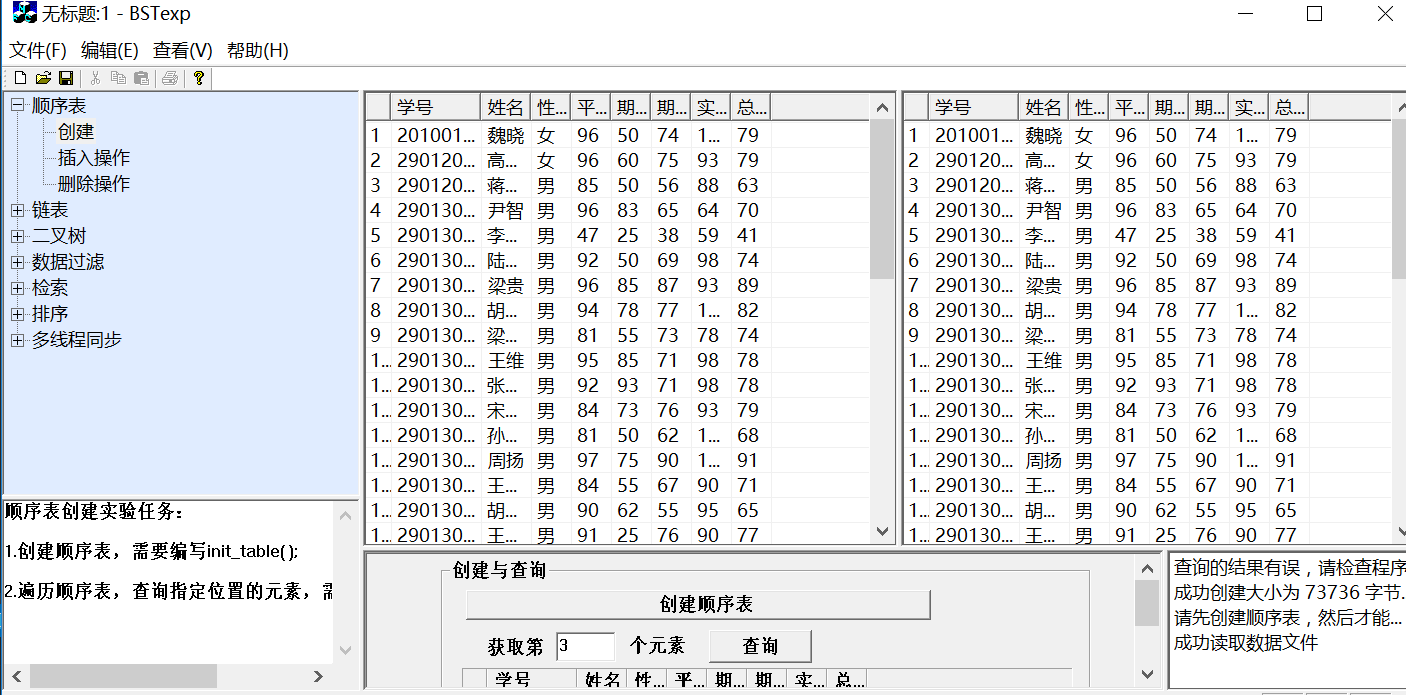 无标题:1 - BSTexp
文件(F) 编辑(E) 查看(V) 帮助(H)
顺序表
创建
插入操作
删除操作
链表
二叉树
数据过滤
检索
排序
多线程同步
顺序表创建实验任务：
1.创建顺序表，需要编写init_table();
2.遍历顺序表，查询指定位置的元素，需
学号 姓名 性... 平... 期... 期... 实... 总...
1 201001... 魏晓 女 96 50 74 1... 79
2 290120... 高... 女 96 60 75 93 79
3 290120... 蒋... 男 85 50 56 88 63
4 290130... 尹智 男 96 83 65 64 70
5 290130... 李... 男 47 25 38 59 41
6 290130... 陆... 男 92 50 69 98 74
7 290130... 梁贵 男 96 85 87 93 89
8 290130... 胡... 男 94 78 77 1... 82
9 290130... 梁... 男 81 55 73 78 74
1... 290130... 王维 男 95 85 71 98 78
1... 290130... 张... 男 92 93 71 98 78
1... 290130... 宋... 男 84 73 76 93 79
1... 290130... 孙... 男 81 50 62 1... 68
1... 290130... 周扬 男 97 75 90 1... 91
1... 290130... 王... 男 84 55 67 90 71
1... 290130... 胡... 男 90 62 55 95 65
1... 290130... 王... 男 91 25 76 90 77
学号 姓名 性... 平... 期... 期... 实... 总...
1 201001... 魏晓 女 96 50 74 1... 79
2 290120... 高... 女 96 60 75 93 79
3 290120... 蒋... 男 85 50 56 88 63
4 290130... 尹智 男 96 83 65 64 70
5 290130... 李... 男 47 25 38 59 41
6 290130... 陆... 男 92 50 69 98 74
7 290130... 梁贵 男 96 85 87 93 89
8 290130... 胡... 男 94 78 77 1... 82
9 290130... 梁... 男 81 55 73 78 74
1... 290130... 王维 男 95 85 71 98 78
1... 290130... 张... 男 92 93 71 98 78
1... 290130... 宋... 男 84 73 76 93 79
1... 290130... 孙... 男 81 50 62 1... 68
1... 290130... 周扬 男 97 75 90 1... 91
1... 290130... 王... 男 84 55 67 90 71
1... 290130... 胡... 男 90 62 55 95 65
1... 290130... 王... 男 91 25 76 90 77
创建与查询
创建顺序表
获取第 3 个元素 查询
学号 姓名 性... 平... 期... 期... 实... 总...
查询的结果有误，请检查程序
成功创建大小为 73736 字节.
请先创建顺序表，然后才能...
成功读取数据文件